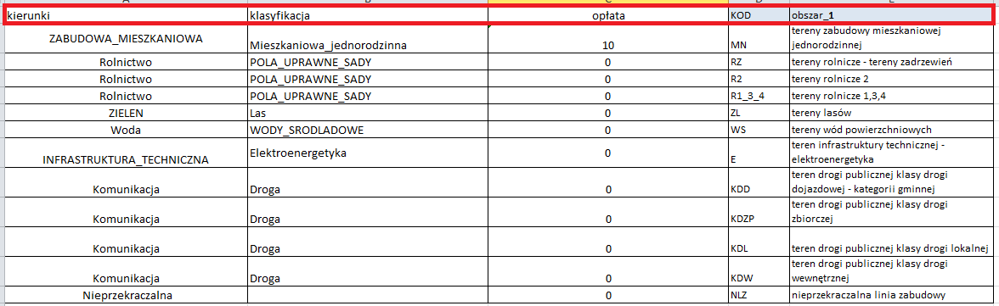 kierunki klasyfikacja opłata KOD obszar_1
ZABUDOWA_MIESZKANIOWA Mieszkaniowa_jednorodzinna 10 MN tereny zabudowy mieszkaniowej
jednorodzinnej
Rolnictwo POLA_UPRAWNE_SADY 0 RZ tereny rolnicze - tereny zadrzewień
Rolnictwo POLA_UPRAWNE_SADY 0 R2 tereny rolnicze 2
Rolnictwo POLA_UPRAWNE_SADY 0 R1_3_4 tereny rolnicze 1,3,4
ZIELEN Las 0 ZL tereny lasów
Woda WODY_SRODLADOWE 0 WS tereny wód powierzchniowych
INFRASTRUKTURA_TECHNICZNA Elektroenergetyka 0 E teren infrastruktury technicznej -
elektroenergetyka
Komunikacja Droga 0 KDD teren drogi publicznej klasy drogi
dojazdowej - kategorii gminnej
Komunikacja Droga 0 KDZP teren drogi publicznej klasy drogi
zbiorczej
Komunikacja Droga 0 KDL teren drogi publicznej klasy drogi lokalnej
Komunikacja Droga 0 KDW teren drogi publicznej klasy drogi
wewnętrznej
Nieprzekraczalna 0 NLZ nieprzekraczalna linia zabudowy